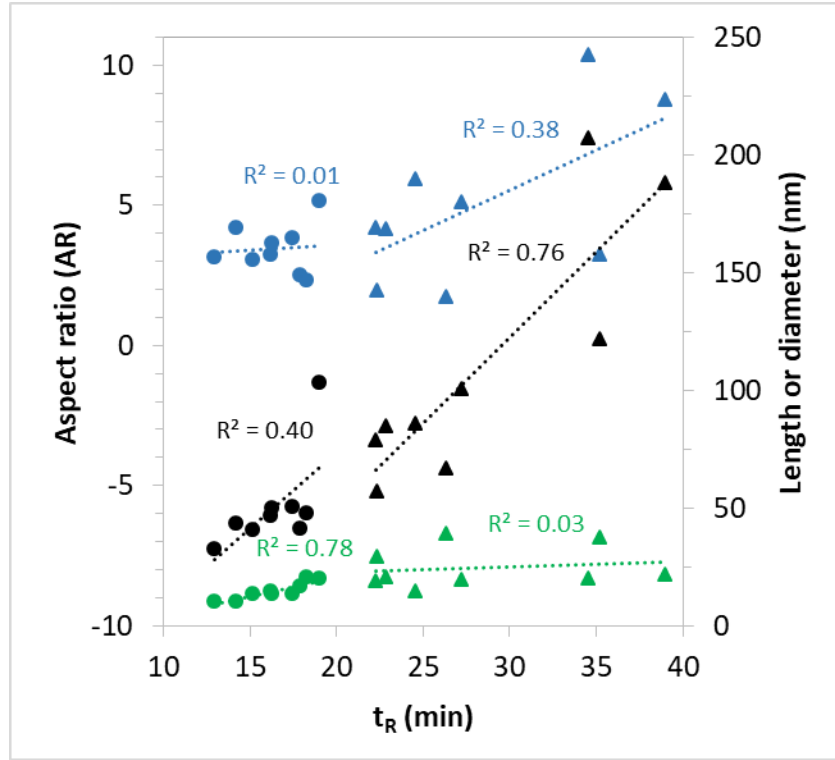 10
5
0
-5
-10
Aspect ratio (AR)
250
200
150
100
50
0
Length or diameter (nm)
R² = 0.38
R² = 0.01
R² = 0.76
R² = 0.40
R² = 0.03
R² = 0.78
10 15 20 25 30 35 40
tR (min)